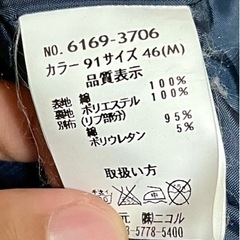 NO. 6169-3706
カラー 91 サイズ 46(M)
品質表示
表地 綿 100%
裏地 ポリエステル 100%
別布 (リブ部分)
綿 95%
ポリウレタン 5%
取扱い方
元 ㈱ニコル
3-5778-5400